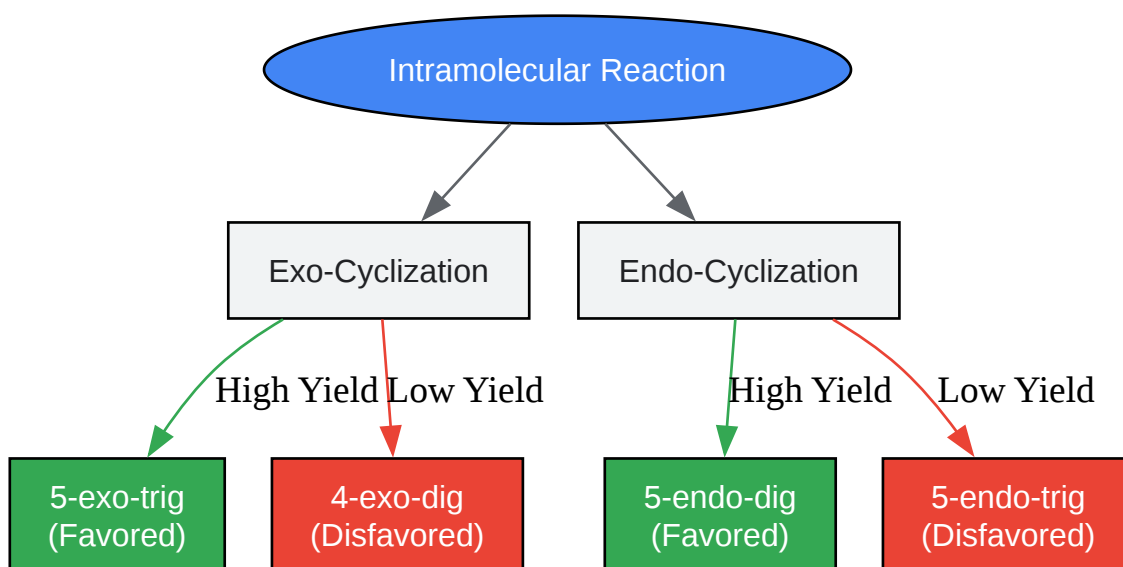 Intramolecular Reaction
Exo-Cyclization
Endo-Cyclization
High Yield
Low Yield
High Yield
Low Yield
5-exo-trig
(Favored)
4-exo-dig
(Disfavored)
5-endo-dig
(Favored)
5-endo-trig
(Disfavored)